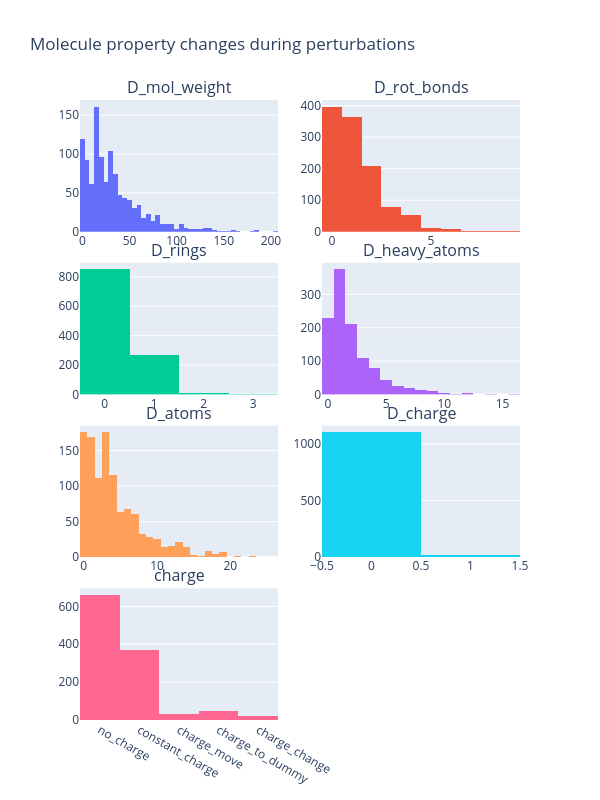 Molecule property changes during perturbations
D_mol_weight
150
100
50
0
0 50 100 150 200
D_rot_bonds
400
300
200
100
0
0 5
D_rings
800
600
400
200
0
0 1 2 3
D_heavy_atoms
300
200
100
0
0 5 10 15
D_atoms
150
100
50
0
0 10 20
D_charge
1000
500
0
−0.5 0 0.5 1 1.5
charge
600
400
200
0
no_charge
constant_charge
charge_move
charge_to_dummy
charge_change